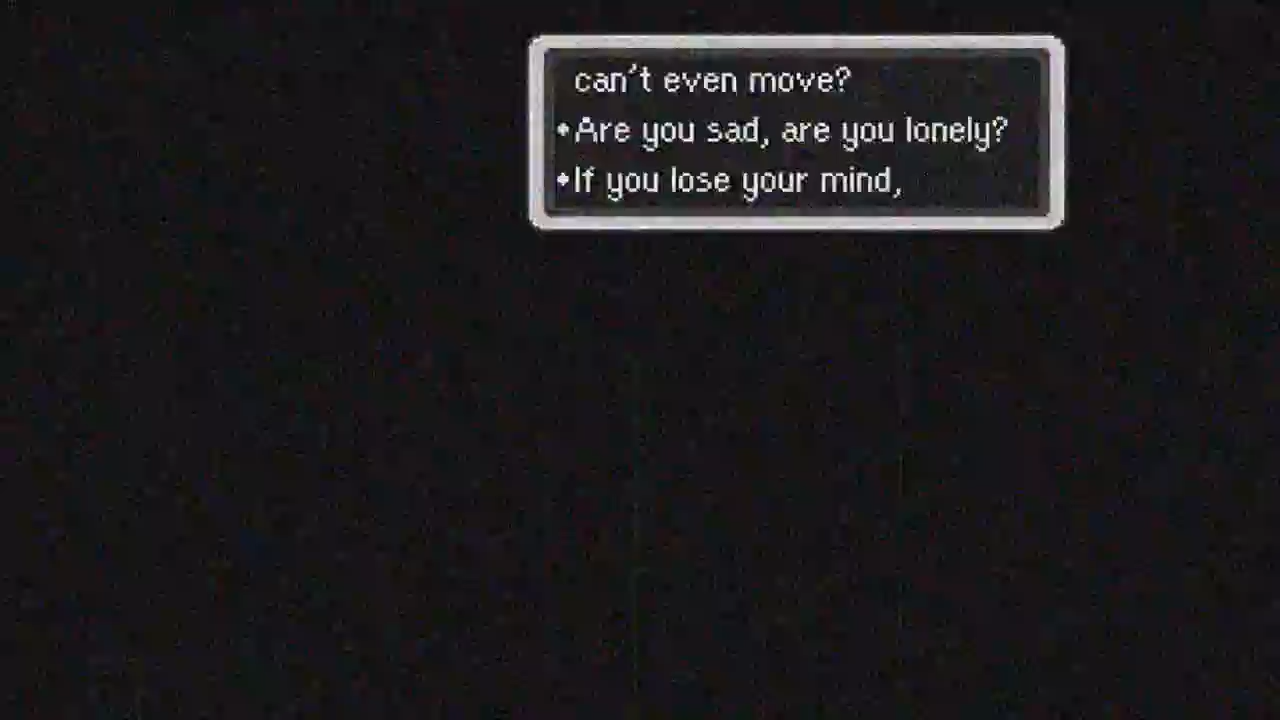 can't even move?
•Are you sad, are you lonely?
•If you lose your mind,